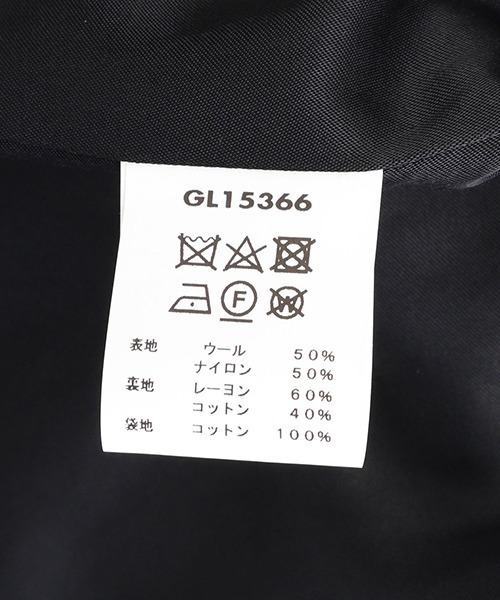 GL15366
F W
表地 ウール 50%
ナイロン 50%
裏地 レーヨン 60%
コットン 40%
袋地 コットン 100%